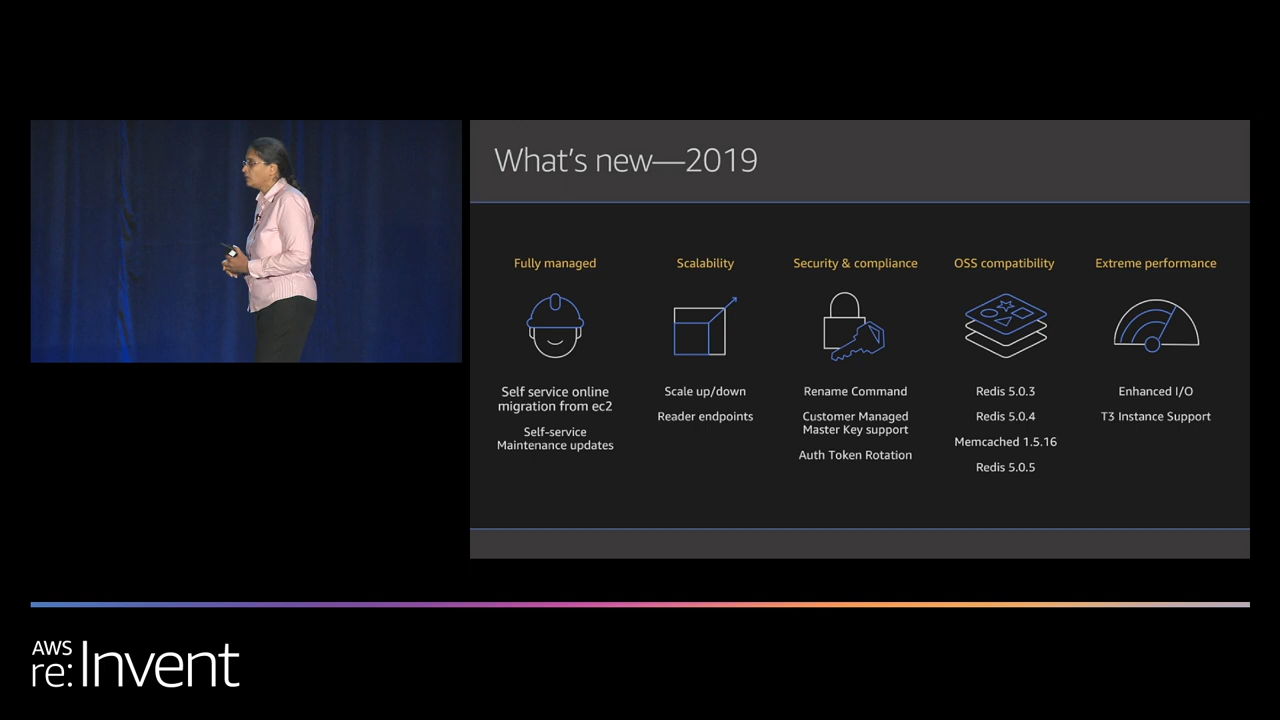 What's new—2019
Fully managed
Self service online
migration from ec2
Self-service
Maintenance updates
Scalability
Scale up/down
Reader endpoints
Security & compliance
Rename Command
Customer Managed
Master Key support
Auth Token Rotation
OSS compatibility
Redis 5.0.3
Redis 5.0.4
Memcached 1.5.16
Redis 5.0.5
Extreme performance
Enhanced I/O
T3 Instance Support
AWS
re:Invent